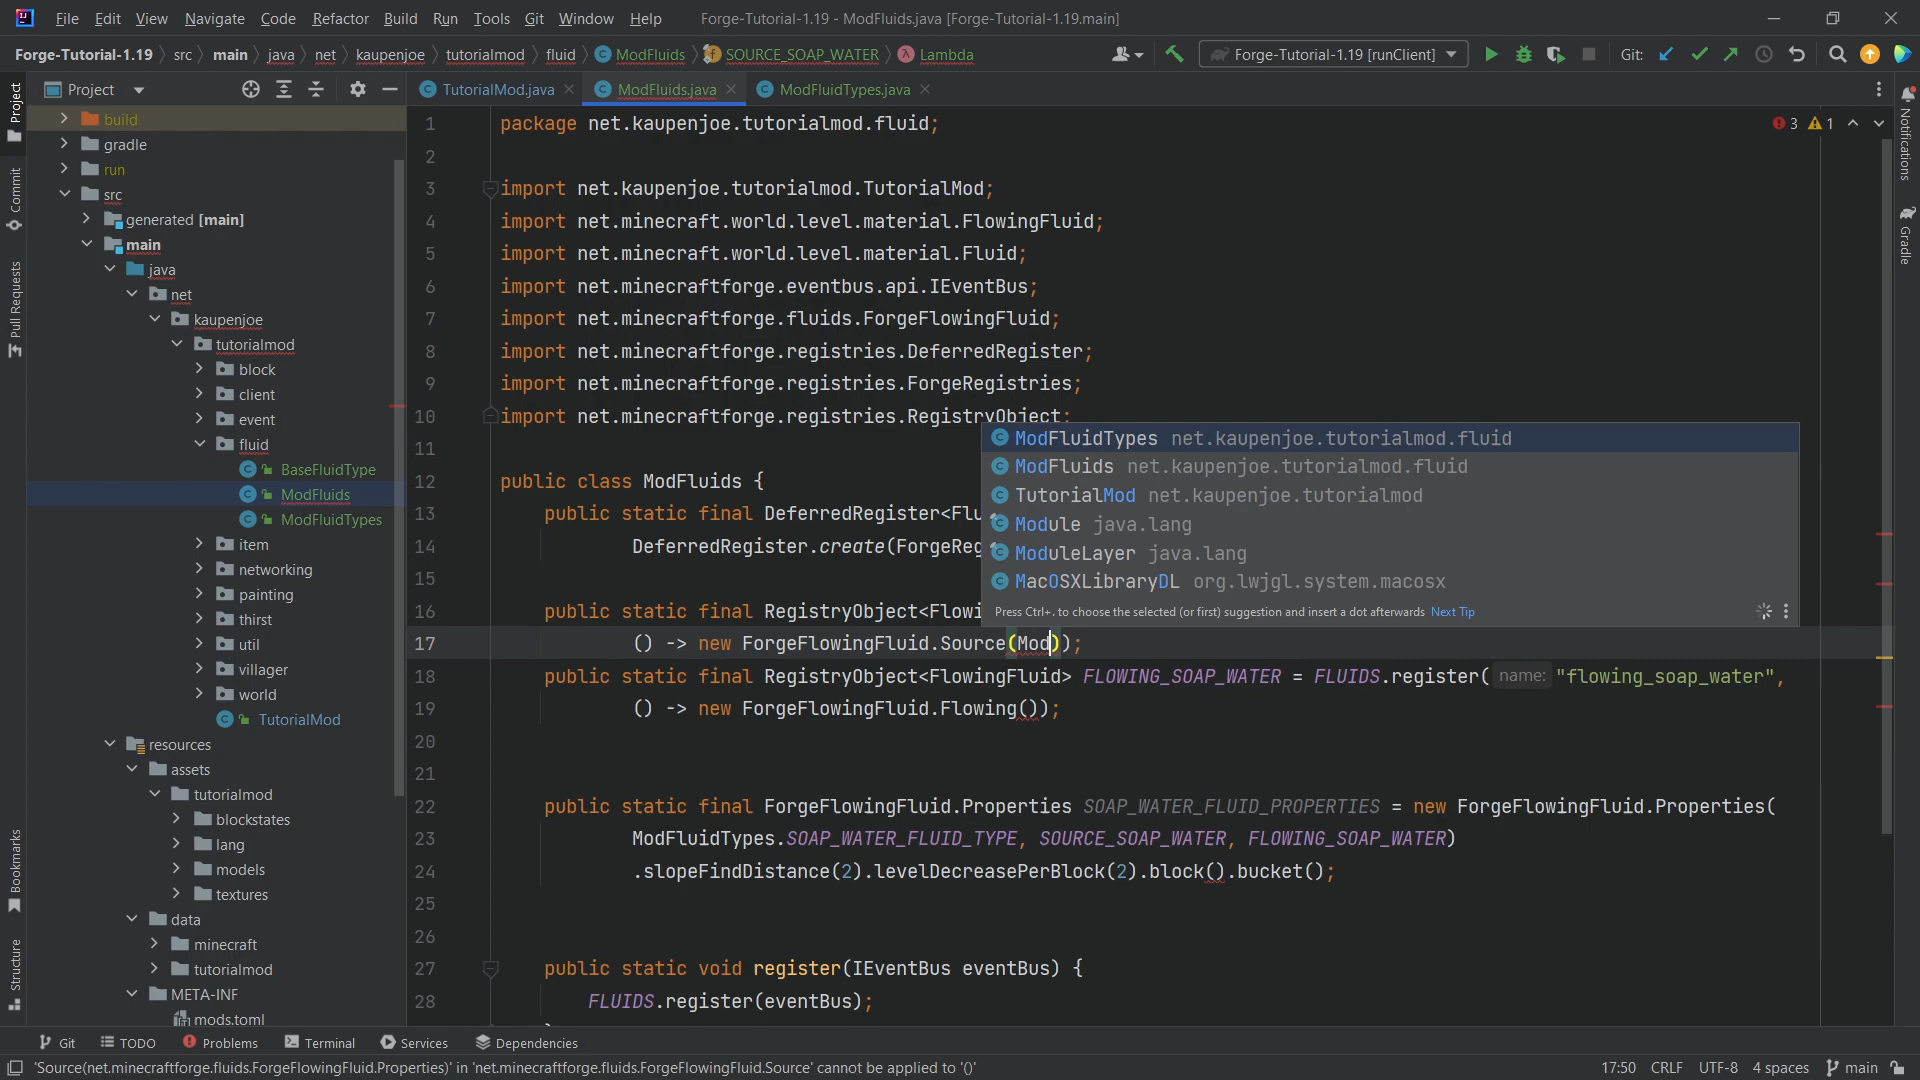 File Edit View Navigate Code Refactor Build Run Tools Git Window Help Forge-Tutorial-1.19 - ModFluids.java [Forge-Tutorial-1.19.main]
Forge-Tutorial-1.19 src main java net kaupenjoe tutorialmod fluid ModFluids SOURCE_SOAP_WATER Lambda Forge-Tutorial-1.19 [runClient] Git:
Project TutorialMod.java ModFluids.java ModFluidTypes.java
Project
Commit
Pull Requests
Bookmarks
Structure
build
gradle
run
src
generated [main]
main
java
net
kaupenjoe
tutorialmod
block
client
event
fluid
BaseFluidType
ModFluids
ModFluidTypes
item
networking
painting
thirst
util
villager
world
TutorialMod
resources
assets
tutorialmod
blockstates
lang
models
textures
data
minecraft
tutorialmod
META-INF
mods.toml
3 1
1 package net.kaupenjoe.tutorialmod.fluid;
2
3 import net.kaupenjoe.tutorialmod.TutorialMod;
4 import net.minecraft.world.level.material.FlowingFluid;
5 import net.minecraft.world.level.material.Fluid;
6 import net.minecraftforge.eventbus.api.IEventBus;
7 import net.minecraftforge.fluids.ForgeFlowingFluid;
8 import net.minecraftforge.registries.DeferredRegister;
9 import net.minecraftforge.registries.ForgeRegistries;
10 import net.minecraftforge.registries.RegistryObject;
11
12 public class ModFluids {
13 public static final DeferredRegister<Flu
14 DeferredRegister.create(ForgeReg
15
16 public static final RegistryObject<Flowi
17 () -> new ForgeFlowingFluid.Source(Mod));
18 public static final RegistryObject<FlowingFluid> FLOWING_SOAP_WATER = FLUIDS.register( name: "flowing_soap_water",
19 () -> new ForgeFlowingFluid.Flowing());
20
21
22 public static final ForgeFlowingFluid.Properties SOAP_WATER_FLUID_PROPERTIES = new ForgeFlowingFluid.Properties(
23 ModFluidTypes.SOAP_WATER_FLUID_TYPE, SOURCE_SOAP_WATER, FLOWING_SOAP_WATER)
24 .slopeFindDistance(2).levelDecreasePerBlock(2).block().bucket();
25
26
27 public static void register(IEventBus eventBus) {
28 FLUIDS.register(eventBus);
ModFluidTypes net.kaupenjoe.tutorialmod.fluid
ModFluids net.kaupenjoe.tutorialmod.fluid
TutorialMod net.kaupenjoe.tutorialmod
Module java.lang
ModuleLayer java.lang
MacOSXLibraryDL org.lwjgl.system.macosx
Press Ctrl+. to choose the selected (or first) suggestion and insert a dot afterwards Next Tip
Notifications
Gradle
Git TODO Problems Terminal Services Dependencies
'Source(net.minecraftforge.fluids.ForgeFlowingFluid.Properties)' in 'net.minecraftforge.fluids.ForgeFlowingFluid.Source' cannot be applied to '()' 17:50 CRLF UTF-8 4 spaces main